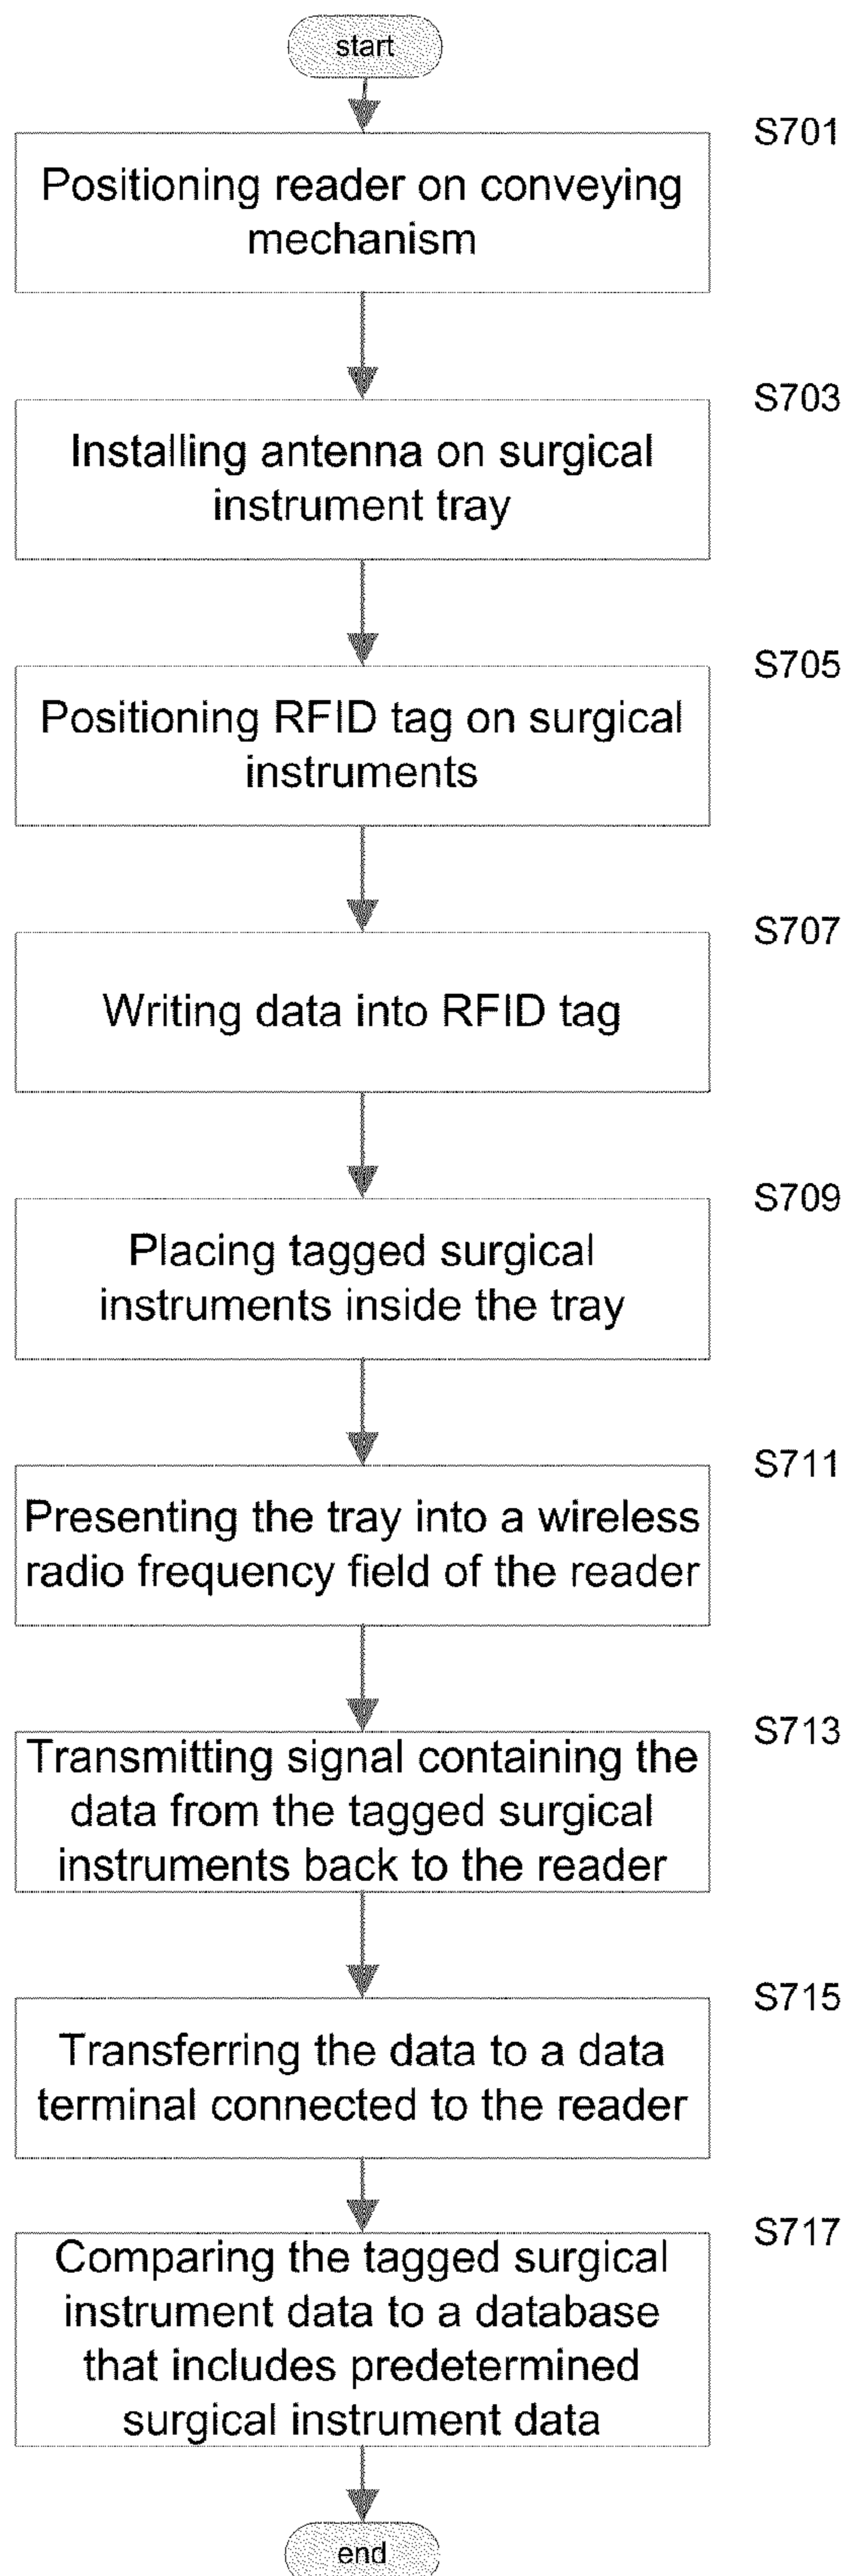 start
S701
Positioning reader on conveying
mechanism
S703
Installing antenna on surgical
instrument tray
S705
Positioning RFID tag on surgical
instruments
S707
Writing data into RFID tag
S709
Placing tagged surgical
instruments inside the tray
S711
Presenting the tray into a wireless
radio frequency field of the reader
S713
Transmitting signal containing the
data from the tagged surgical
instruments back to the reader
S715
Transferring the data to a data
terminal connected to the reader
S717
Comparing the tagged surgical
instrument data to a database
that includes predetermined
surgical instrument data
end